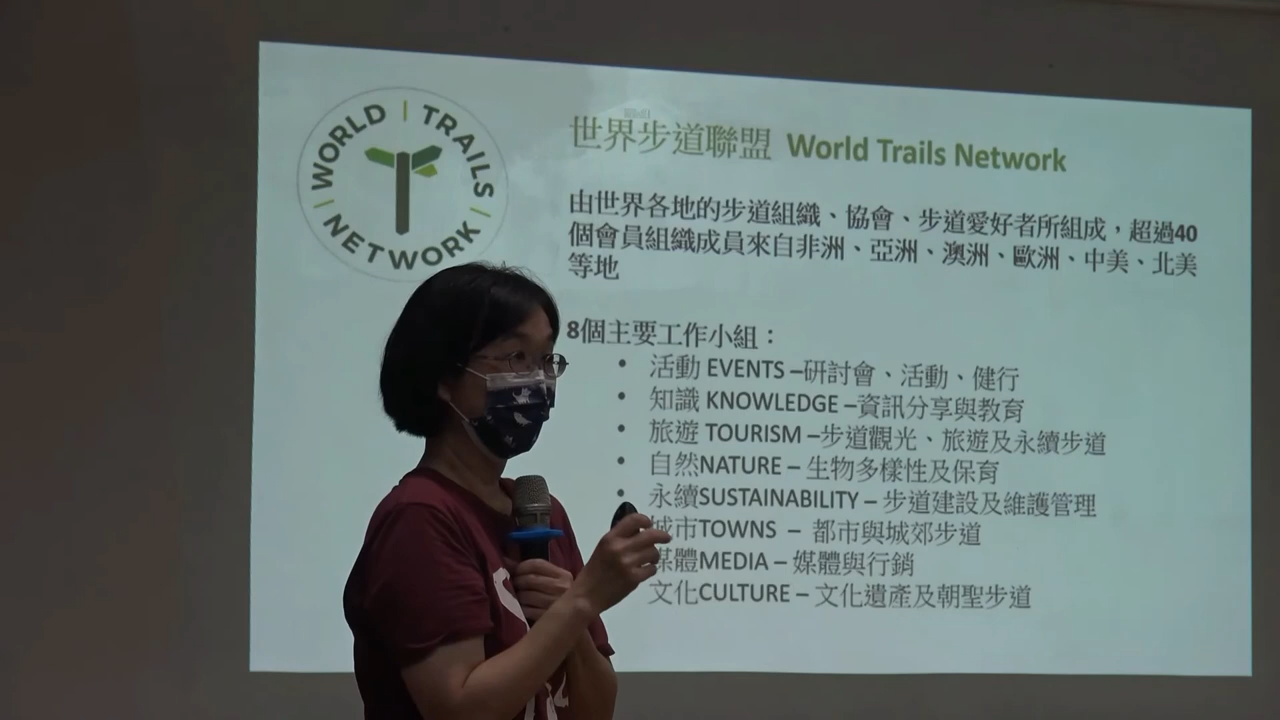 WORLD TRAILS NETWORK
世界步道聯盟 World Trails Network
由世界各地的步道組織、協會、步道愛好者所組成，超過40
個會員組織成員來自非洲、亞洲、澳洲、歐洲、中美、北美
等地
8個主要工作小組：
• 活動 EVENTS –研討會、活動、健行
• 知識 KNOWLEDGE –資訊分享與教育
• 旅遊 TOURISM –步道觀光、旅遊及永續步道
• 自然NATURE – 生物多樣性及保育
• 永續SUSTAINABILITY – 步道建設及維護管理
城市TOWNS – 都市與城郊步道
媒體MEDIA – 媒體與行銷
文化CULTURE – 文化遺產及朝聖步道